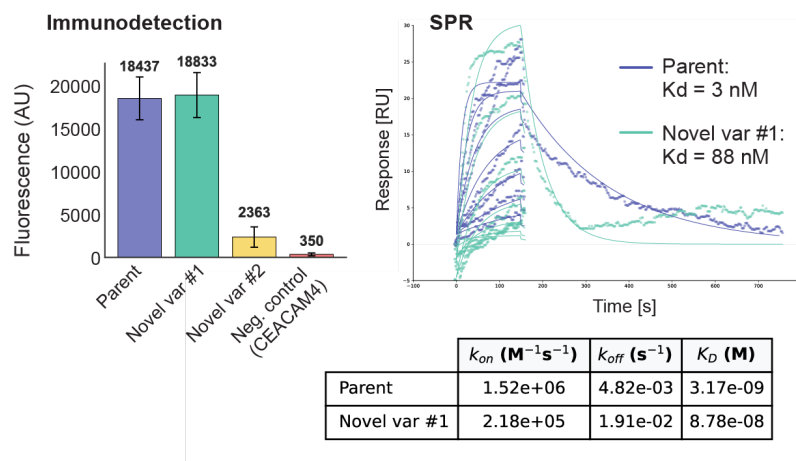 Immunodetection
Fluorescence (AU)
20000
15000
10000
5000
0
18437
18833
2363
350
Parent
Novel var #1
Novel var #2
Neg. control
(CEACAM4)
SPR
Response [RU]
30
25
20
15
10
5
0
-5
-100
0
100
200
300
400
500
600
700
Time [s]
Parent:
Kd = 3 nM
Novel var #1:
Kd = 88 nM
k_on (M⁻¹s⁻¹) k_off (s⁻¹) K_D (M)
Parent 1.52e+06 4.82e-03 3.17e-09
Novel var #1 2.18e+05 1.91e-02 8.78e-08